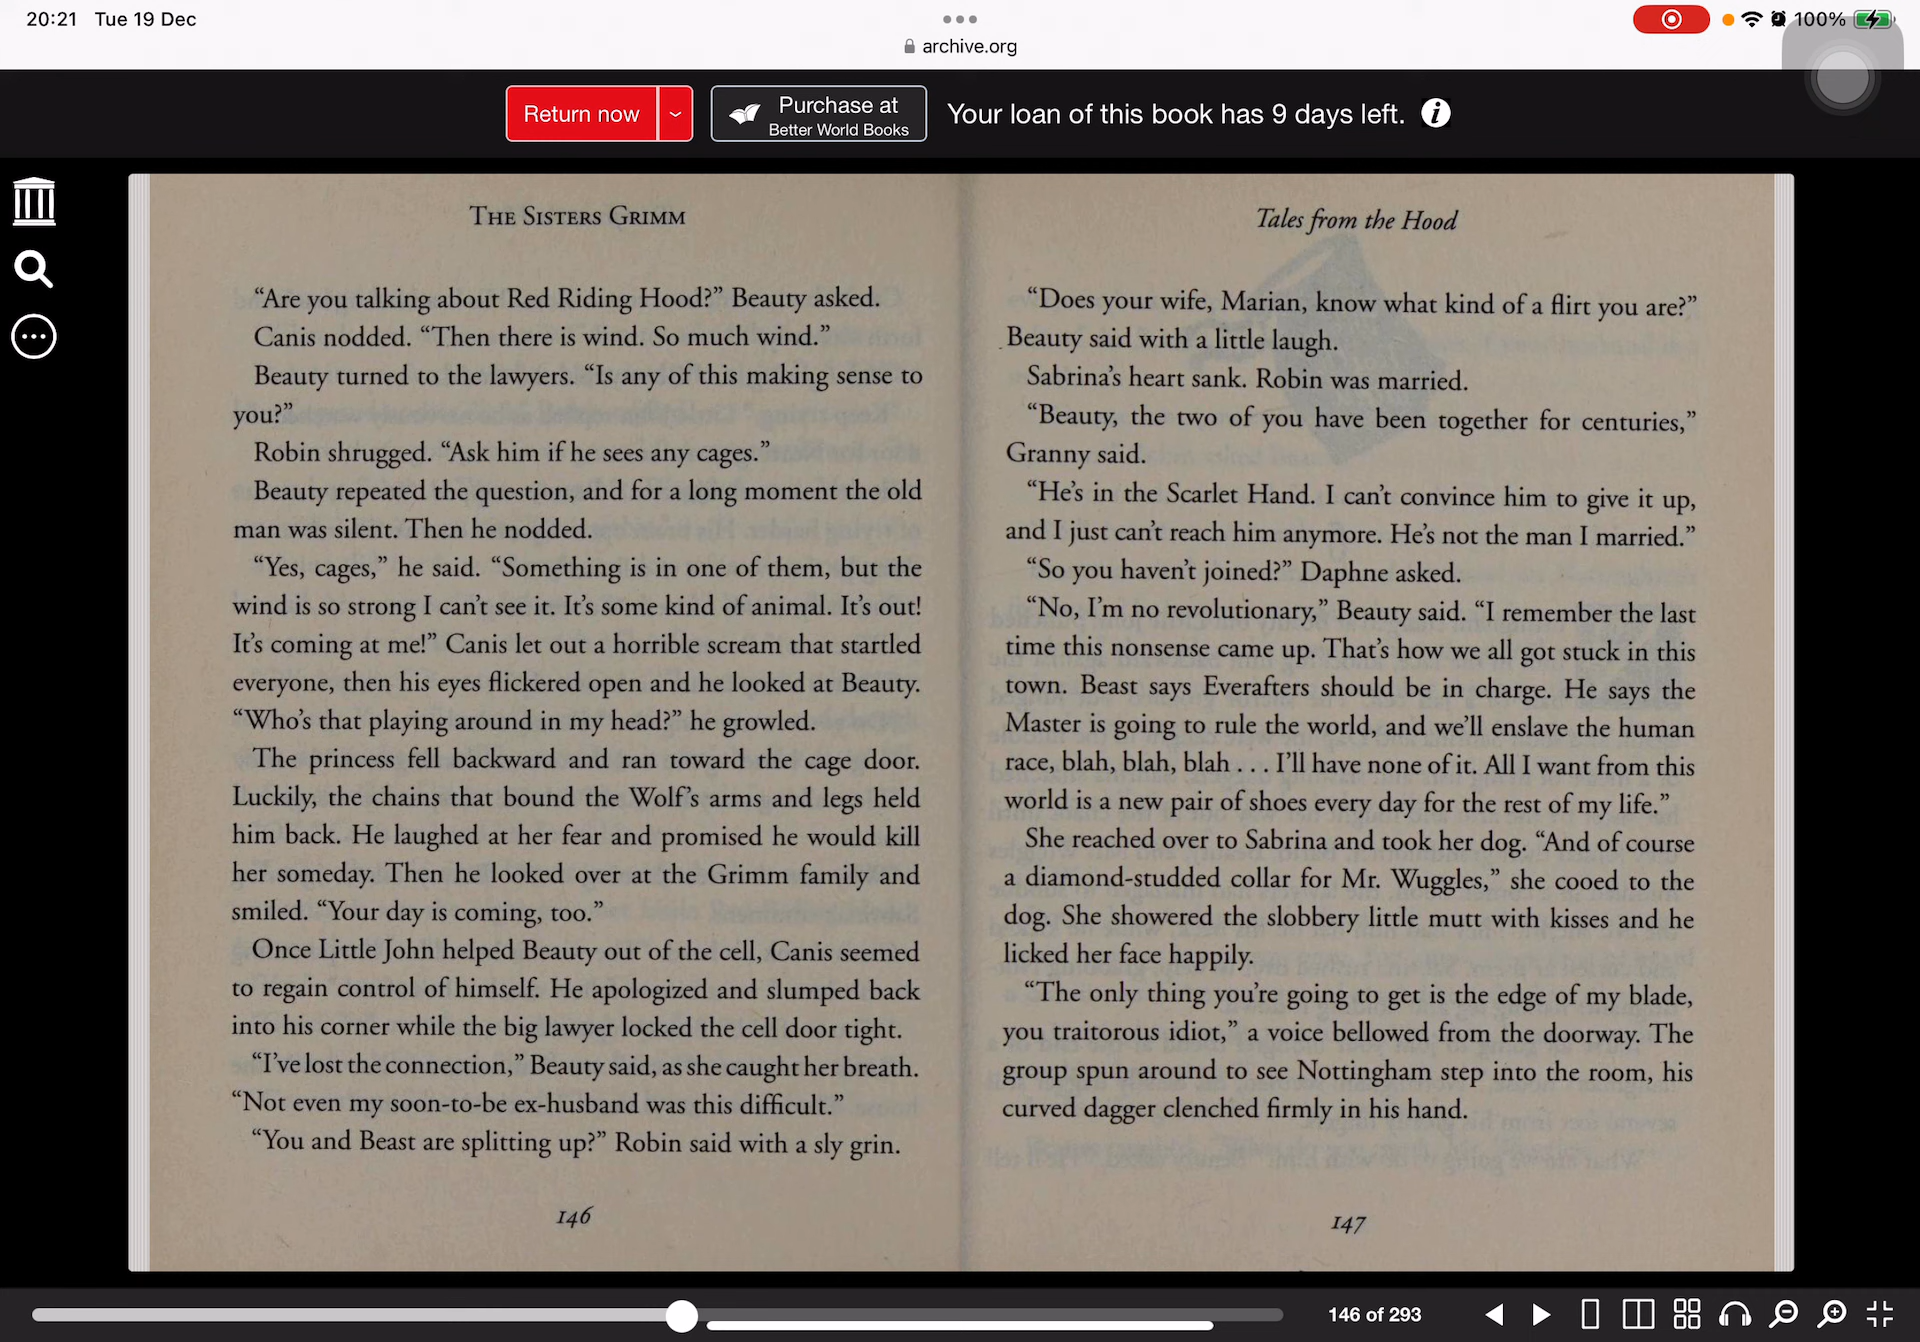 20:21 Tue 19 Dec
100%
archive.org
Return now
Purchase at
Better World Books
Your loan of this book has 9 days left.
THE SISTERS GRIMM
“Are you talking about Red Riding Hood?” Beauty asked.
Canis nodded. “Then there is wind. So much wind.”
Beauty turned to the lawyers. “Is any of this making sense to
you?”
Robin shrugged. “Ask him if he sees any cages.”
Beauty repeated the question, and for a long moment the old
man was silent. Then he nodded.
“Yes, cages,” he said. “Something is in one of them, but the
wind is so strong I can’t see it. It’s some kind of animal. It’s out!
It’s coming at me!” Canis let out a horrible scream that startled
everyone, then his eyes flickered open and he looked at Beauty.
“Who’s that playing around in my head?” he growled.
The princess fell backward and ran toward the cage door.
Luckily, the chains that bound the Wolf’s arms and legs held
him back. He laughed at her fear and promised he would kill
her someday. Then he looked over at the Grimm family and
smiled. “Your day is coming, too.”
Once Little John helped Beauty out of the cell, Canis seemed
to regain control of himself. He apologized and slumped back
into his corner while the big lawyer locked the cell door tight.
“I’ve lost the connection,” Beauty said, as she caught her breath.
“Not even my soon-to-be ex-husband was this difficult.”
“You and Beast are splitting up?” Robin said with a sly grin.
146
Tales from the Hood
“Does your wife, Marian, know what kind of a flirt you are?”
Beauty said with a little laugh.
Sabrina’s heart sank. Robin was married.
“Beauty, the two of you have been together for centuries,”
Granny said.
“He’s in the Scarlet Hand. I can’t convince him to give it up,
and I just can’t reach him anymore. He’s not the man I married.”
“So you haven’t joined?” Daphne asked.
“No, I’m no revolutionary,” Beauty said. “I remember the last
time this nonsense came up. That’s how we all got stuck in this
town. Beast says Everafters should be in charge. He says the
Master is going to rule the world, and we’ll enslave the human
race, blah, blah, blah . . . I’ll have none of it. All I want from this
world is a new pair of shoes every day for the rest of my life.”
She reached over to Sabrina and took her dog. “And of course
a diamond-studded collar for Mr. Wuggles,” she cooed to the
dog. She showered the slobbery little mutt with kisses and he
licked her face happily.
“The only thing you’re going to get is the edge of my blade,
you traitorous idiot,” a voice bellowed from the doorway. The
group spun around to see Nottingham step into the room, his
curved dagger clenched firmly in his hand.
147
146 of 293